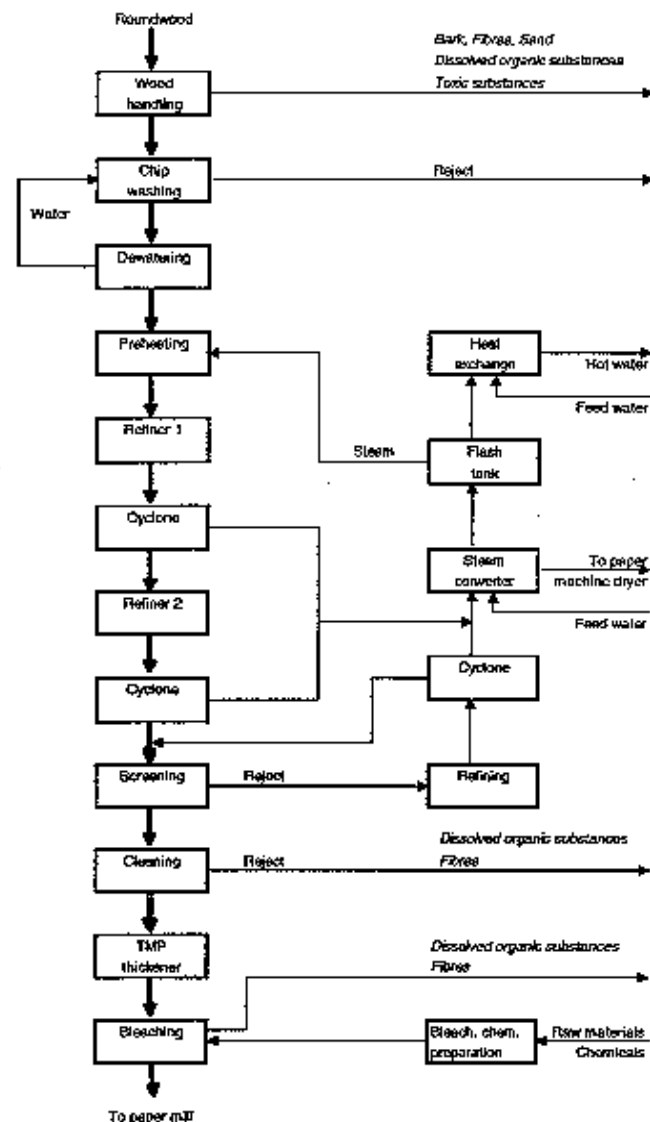 Roundwood
Bark, Fibres, Sand
Dissolved organic substances
Toxic substances
Wood
handling
Chip
washing
Reject
Water
Dewatering
Preheating
Heat
exchange
Hot water
Feed water
Refiner 1
Steam
Flash
tank
Cyclone
Steam
converter
To paper
machine dryer
Refiner 2
Feed water
Cyclone
Cyclone
Screening
Reject
Refining
Cleaning
Reject
Dissolved organic substances
Fibres
TMP
thickener
Dissolved organic substances
Fibres
Bleaching
Bleach. chem.
preparation
Raw materials
Chemicals
To paper mill